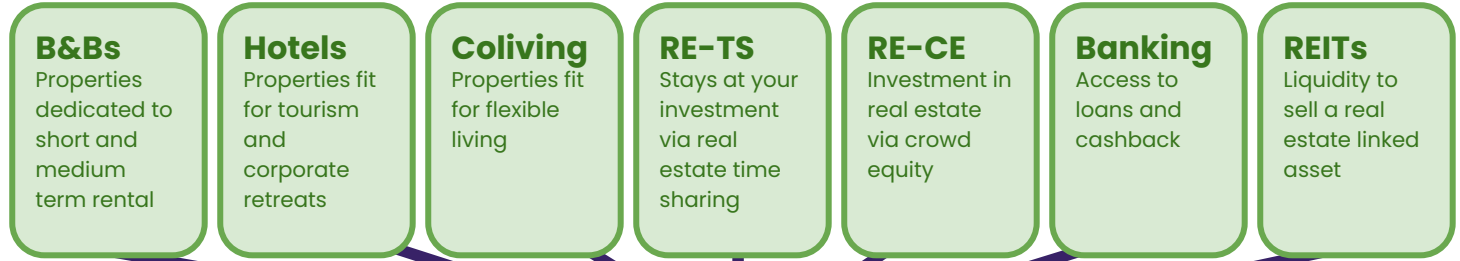 B&Bs
Properties
dedicated to
short and
medium
term rental
Hotels
Properties fit
for tourism
and
corporate
retreats
Coliving
Properties fit
for flexible
living
RE-TS
Stays at your
investment
via real
estate time
sharing
RE-CE
Investment in
real estate
via crowd
equity
Banking
Access to
loans and
cashback
REITs
Liquidity to
sell a real
estate linked
asset